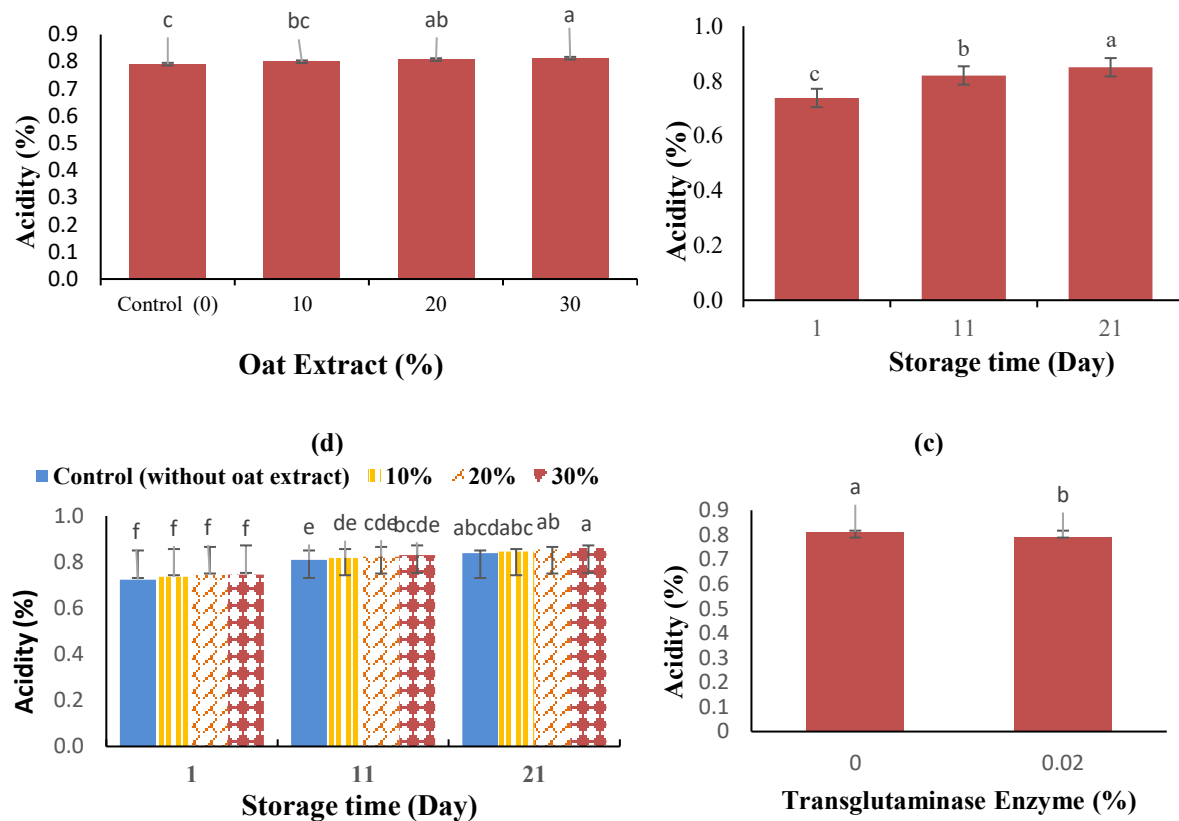 c bc ab a
0.9
0.8
0.7
0.6
0.5
0.4
0.3
0.2
0.1
0.0
Acidity (%)
Control (0) 10 20 30
Oat Extract (%)
c b a
1.0
0.8
0.6
0.4
0.2
0.0
Acidity (%)
1 11 21
Storage time (Day)
(d) (c)
Control (without oat extract) 10% 20% 30%
f f f f e de cde bcde abcd abc ab a
1.0
0.8
0.6
0.4
0.2
0.0
Acidity (%)
1 11 21
Storage time (Day)
a b
0.9
0.8
0.7
0.6
0.5
0.4
0.3
0.2
0.1
0
Acidity (%)
0 0.02
Transglutaminase Enzyme (%)